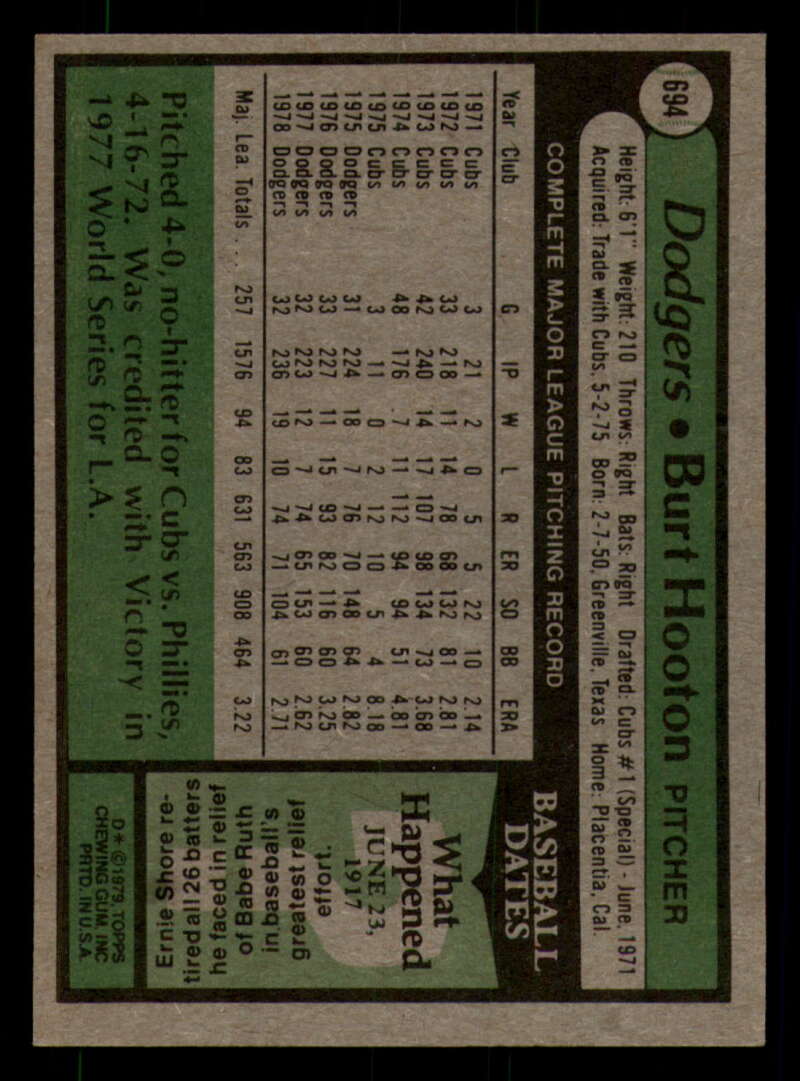 694
Dodgers • Burt Hooton PITCHER
Height: 6'1" Weight: 210 Throws: Right Bats: Right Drafted: Cubs #1 (Special) - June, 1971
Acquired: Trade with Cubs, 5-2-75 Born: 2-7-50, Greenville, Texas Home: Placentia, Cal.
COMPLETE MAJOR LEAGUE PITCHING RECORD
Year Club G IP W L R ER SO BB ERA
1971 Cubs 3 21 2 0 5 5 22 10 2.14
1972 Cubs 33 218 11 14 78 68 132 81 2.81
1973 Cubs 42 240 14 17 107 98 134 73 3.68
1974 Cubs 48 176 7 11 112 94 94 51 4.81
1975 Cubs 3 11 0 2 12 10 5 4 8.18
1975 Dodgers 31 224 18 7 76 70 148 64 2.82
1976 Dodgers 33 227 11 15 93 82 116 60 3.25
1977 Dodgers 32 223 12 7 74 65 153 60 2.62
1978 Dodgers 32 236 19 10 74 71 104 61 2.71
Maj. Lea. Totals . . . . 257 1576 94 83 631 563 908 464 3.22
Pitched 4-0, no-hitter for Cubs vs. Phillies,
4-16-72. Was credited with Victory in
1977 World Series for L.A.
BASEBALL
DATES
What
Happened
JUNE 23,
1917
Ernie Shore re-
tired all 26 batters
he faced in relief
of Babe Ruth
in baseball's
greatest relief
effort.
D* © 1979, TOPPS
CHEWING GUM, INC
PRTD. IN U.S.A.